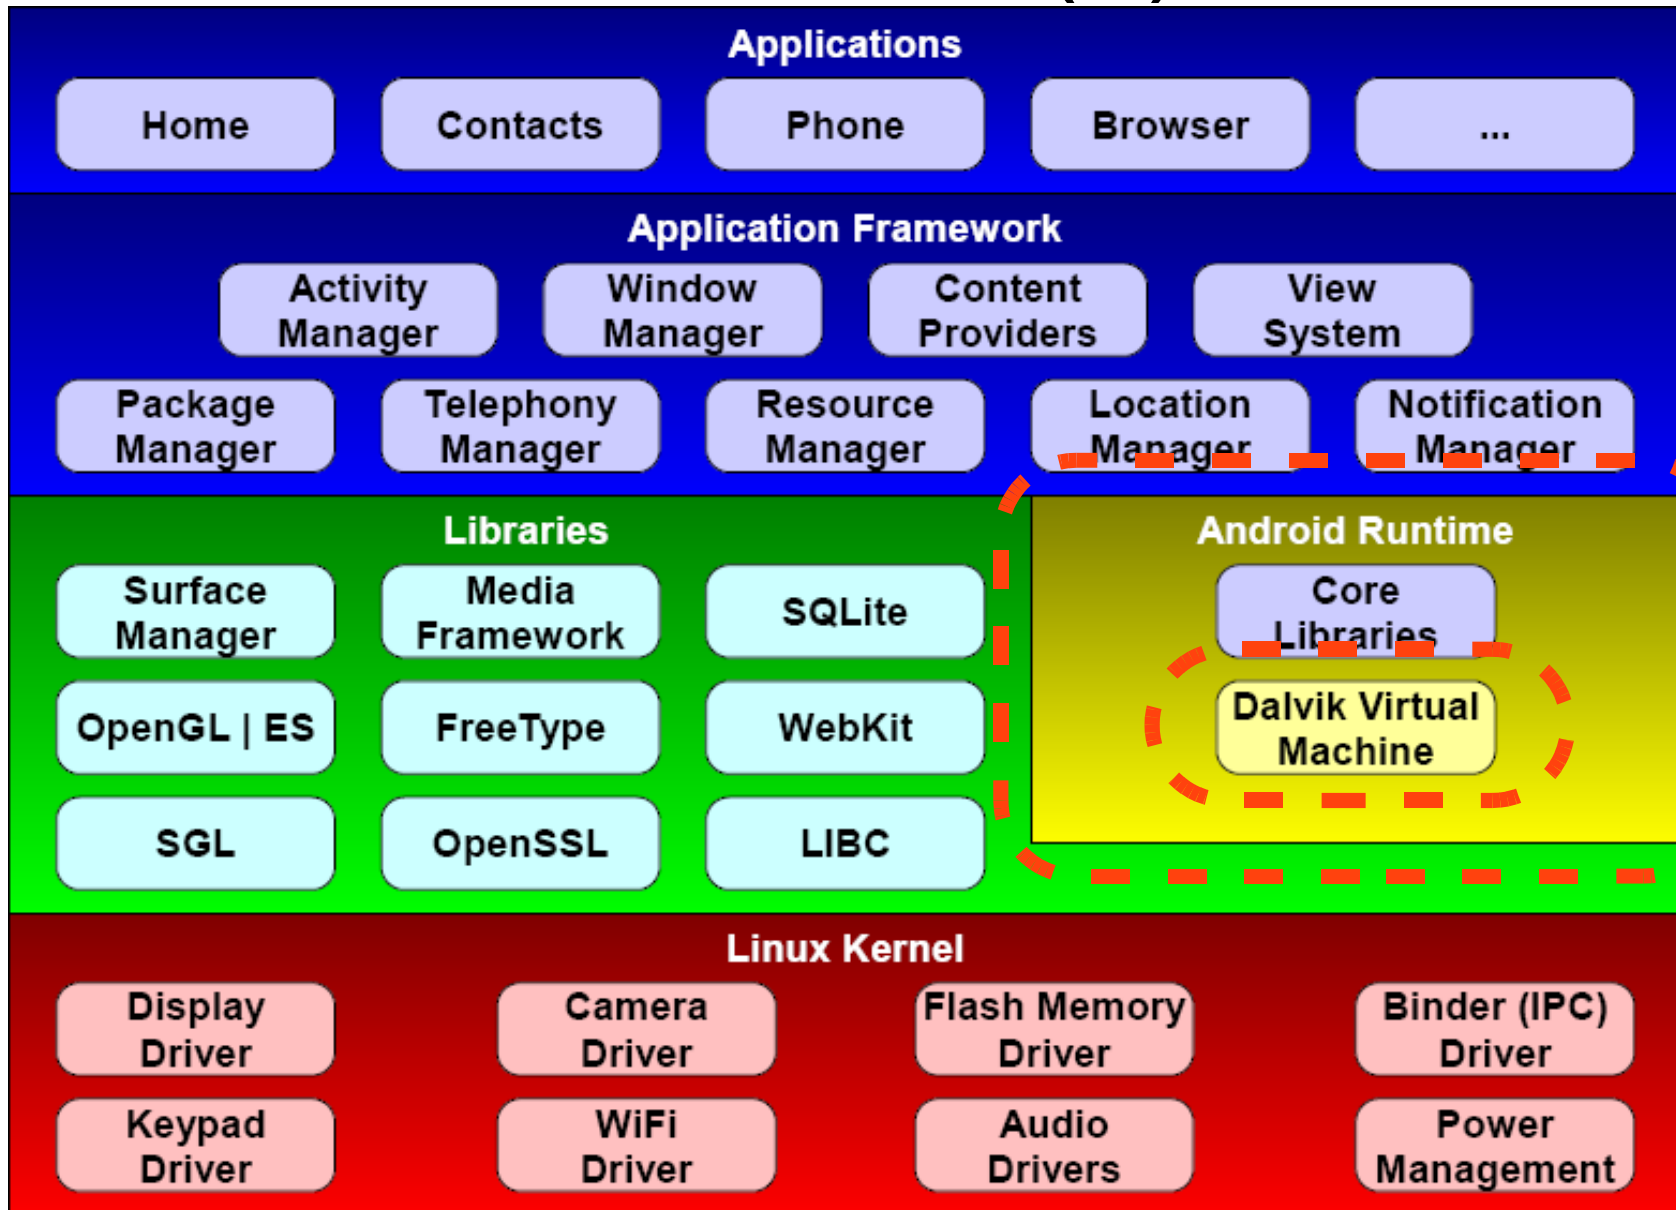 Applications
Home Contacts Phone Browser ...
Application Framework
Activity Manager
Window Manager
Content Providers
View System
Package Manager
Telephony Manager
Resource Manager
Location Manager
Notification Manager
Libraries
Surface Manager
Media Framework
SQLite
OpenGL | ES
FreeType
WebKit
SGL
OpenSSL
LIBC
Android Runtime
Core Libraries
Dalvik Virtual Machine
Linux Kernel
Display Driver
Camera Driver
Flash Memory Driver
Binder (IPC) Driver
Keypad Driver
WiFi Driver
Audio Drivers
Power Management